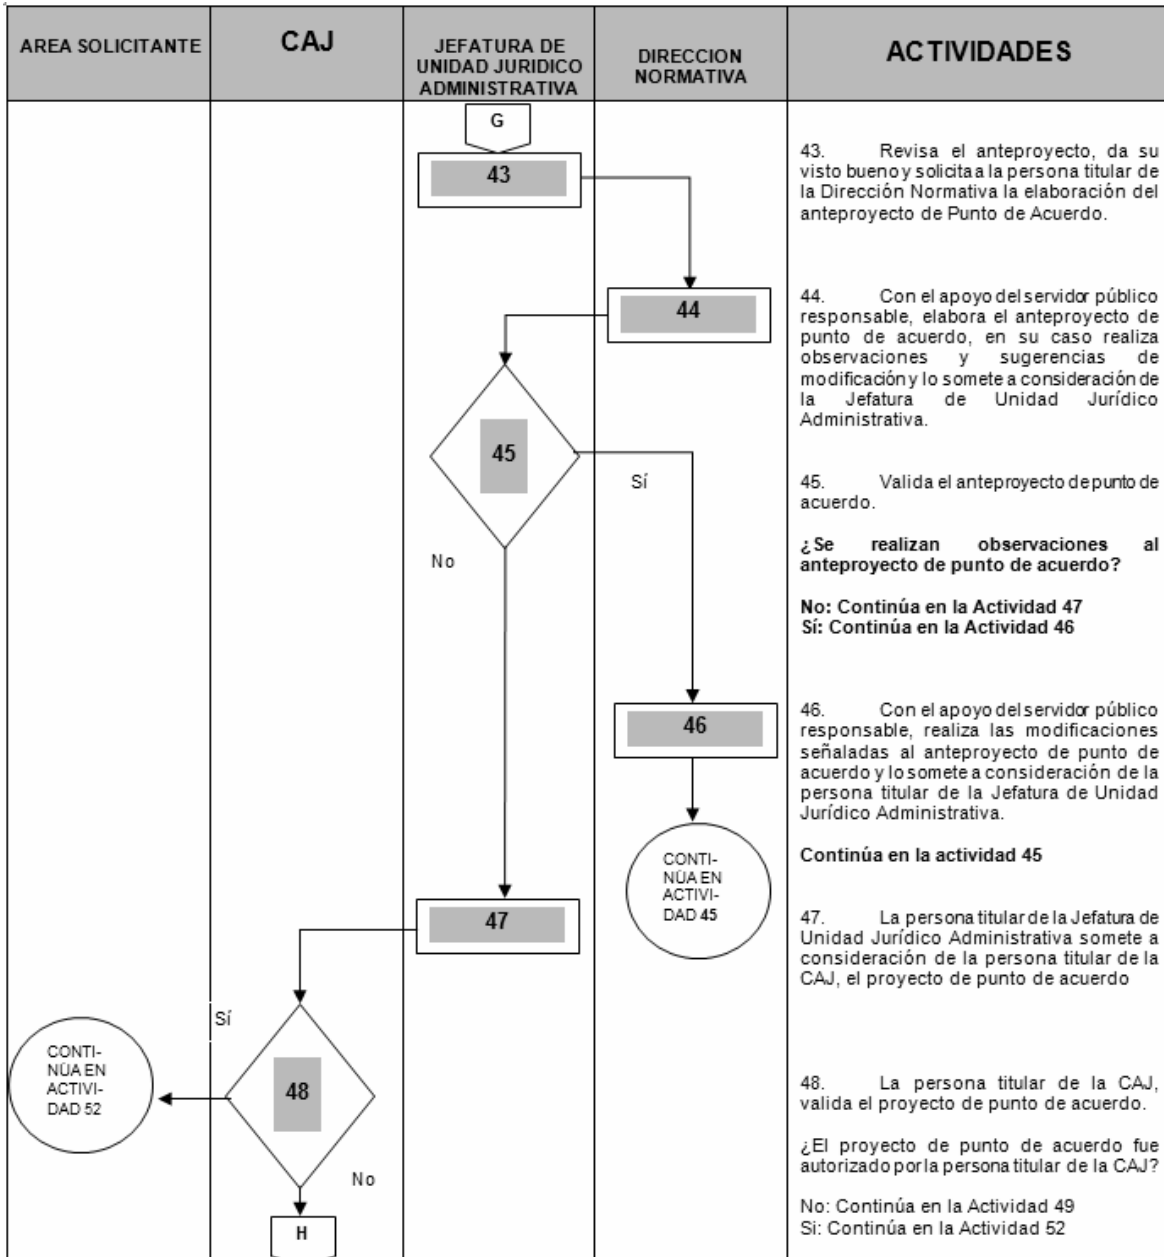 AREA SOLICITANTE
CAJ
JEFATURA DE
UNIDAD JURIDICO
ADMINISTRATIVA
DIRECCION
NORMATIVA
ACTIVIDADES
G
43
44
45
Sí
No
46
CONTI-
NÚA EN
ACTIVI-
DAD 45
47
Sí
CONTI-
NÚA EN
ACTIVI-
DAD 52
48
No
H
43. Revisa el anteproyecto, da su
visto bueno y solicita a la persona titular de
la Dirección Normativa la elaboración del
anteproyecto de Punto de Acuerdo.
44. Con el apoyo del servidor público
responsable, elabora el anteproyecto de
punto de acuerdo, en su caso realiza
observaciones y sugerencias de
modificación y lo somete a consideración de
la Jefatura de Unidad Jurídico
Administrativa.
45. Valida el anteproyecto de punto de
acuerdo.
¿Se realizan observaciones al
anteproyecto de punto de acuerdo?
No: Continúa en la Actividad 47
Sí: Continúa en la Actividad 46
46. Con el apoyo del servidor público
responsable, realiza las modificaciones
señaladas al anteproyecto de punto de
acuerdo y lo somete a consideración de la
persona titular de la Jefatura de Unidad
Jurídico Administrativa.
Continúa en la actividad 45
47. La persona titular de la Jefatura de
Unidad Jurídico Administrativa somete a
consideración de la persona titular de la
CAJ, el proyecto de punto de acuerdo
48. La persona titular de la CAJ,
valida el proyecto de punto de acuerdo.
¿El proyecto de punto de acuerdo fue
autorizado por la persona titular de la CAJ?
No: Continúa en la Actividad 49
Si: Continúa en la Actividad 52